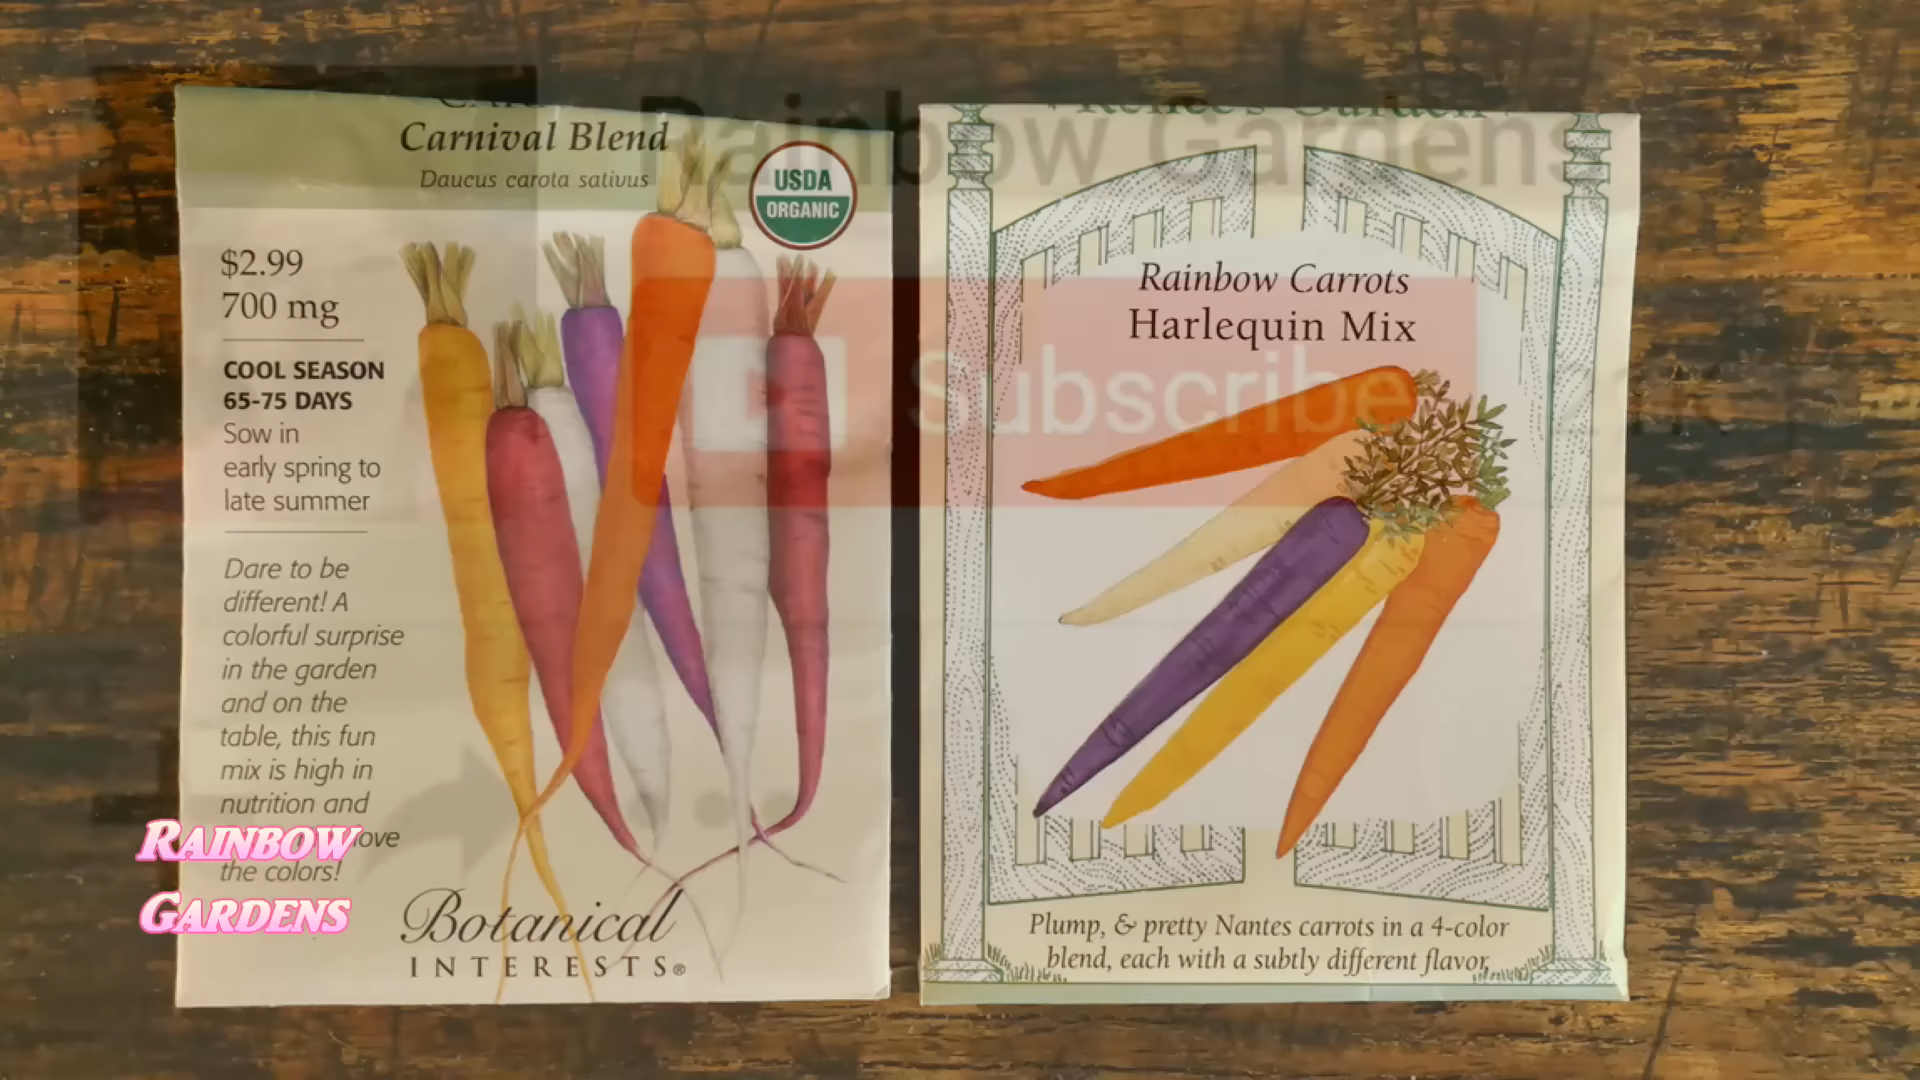 Carnival Blend
Daucus carota sativus
USDA
ORGANIC
$2.99
700 mg
COOL SEASON
65-75 DAYS
Sow in
early spring to
late summer
Dare to be
different! A
colorful surprise
in the garden
and on the
table, this fun
mix is high in
nutrition and
the colors!
Botanical
INTERESTS®
Renee's Garden
Rainbow Carrots
Harlequin Mix
Plump, & pretty Nantes carrots in a 4-color
blend, each with a subtly different flavor.
Rainbow Gardens
Subscribe
RAINBOW
GARDENS